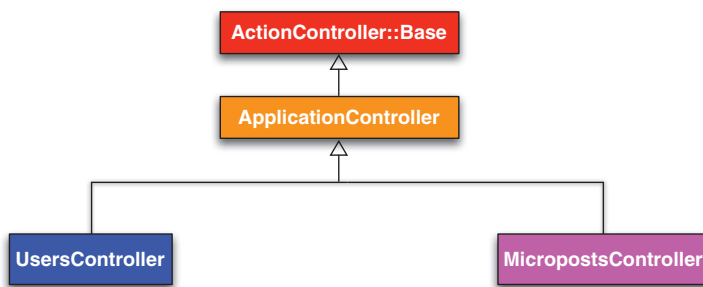 ActionController::Base
ApplicationController
UsersController
MicropostsController